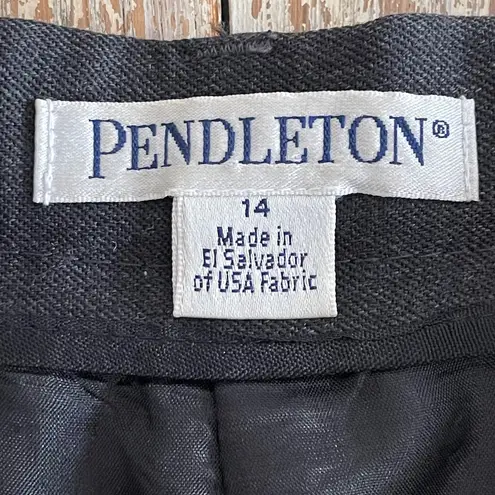 PENDLETON®
14
Made in
El Salvador
of USA Fabric